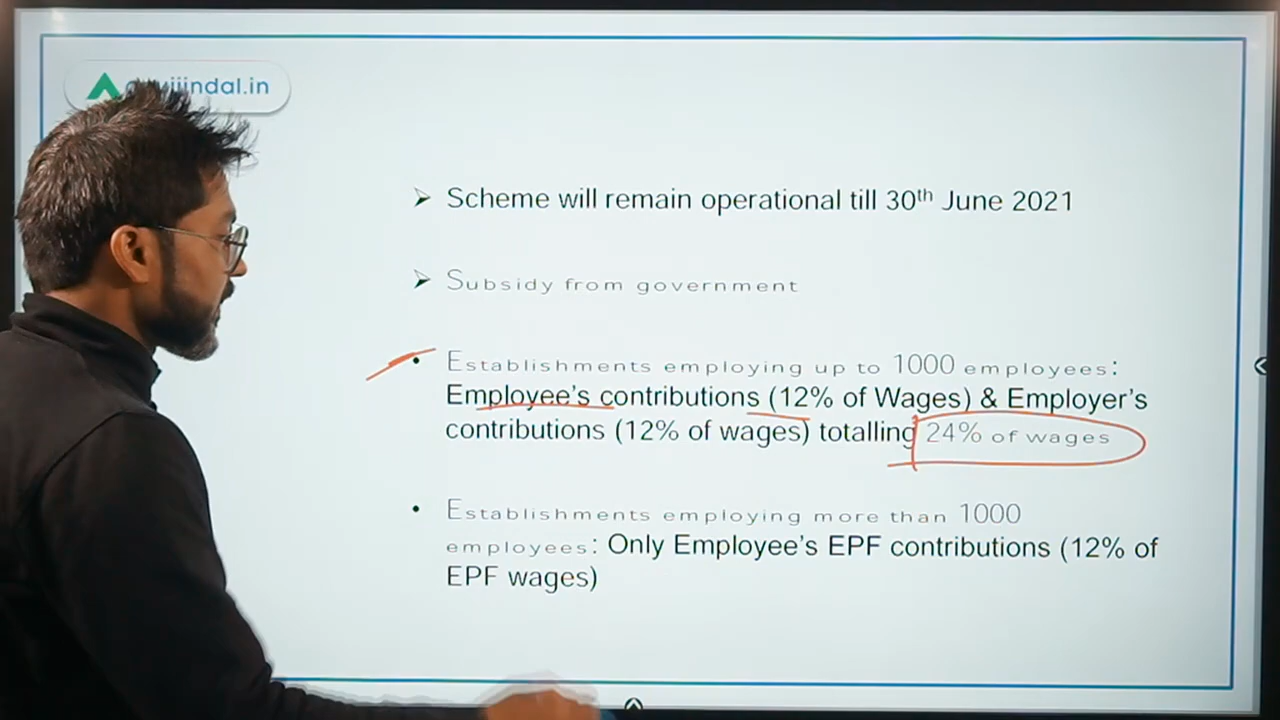 jindal.in
➢ Scheme will remain operational till 30th June 2021
➢ Subsidy from government
• Establishments employing up to 1000 employees:
Employee's contributions (12% of Wages) & Employer's
contributions (12% of wages) totalling 24% of wages
• Establishments employing more than 1000
employees: Only Employee's EPF contributions (12% of
EPF wages)